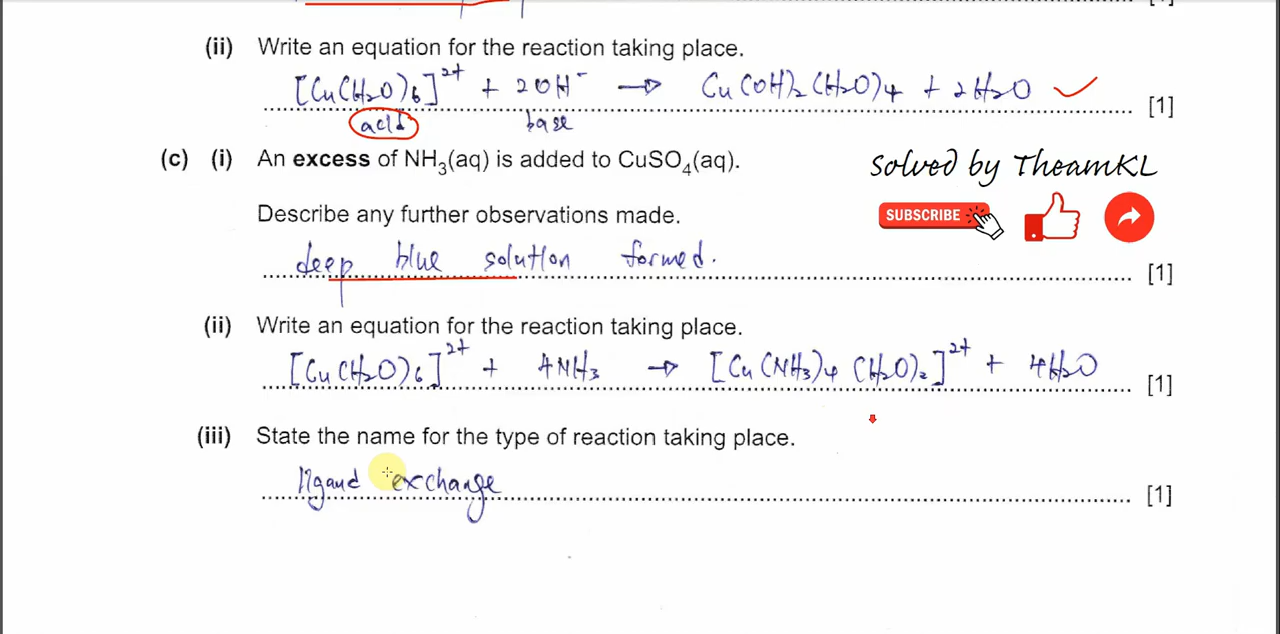 [1]
(ii) Write an equation for the reaction taking place.
[Cu(H2O)6]2+ + 2OH- → Cu(OH)2(H2O)4 + 2H2O
[1]
acid base
(c) (i) An excess of NH3(aq) is added to CuSO4(aq).
Solved by TheamKL
SUBSCRIBE
Describe any further observations made.
deep blue solution formed.
[1]
(ii) Write an equation for the reaction taking place.
[Cu(H2O)6]2+ + 4NH3 → [Cu(NH3)4 (H2O)2]2+ + 4H2O
[1]
(iii) State the name for the type of reaction taking place.
ligand exchange
[1]